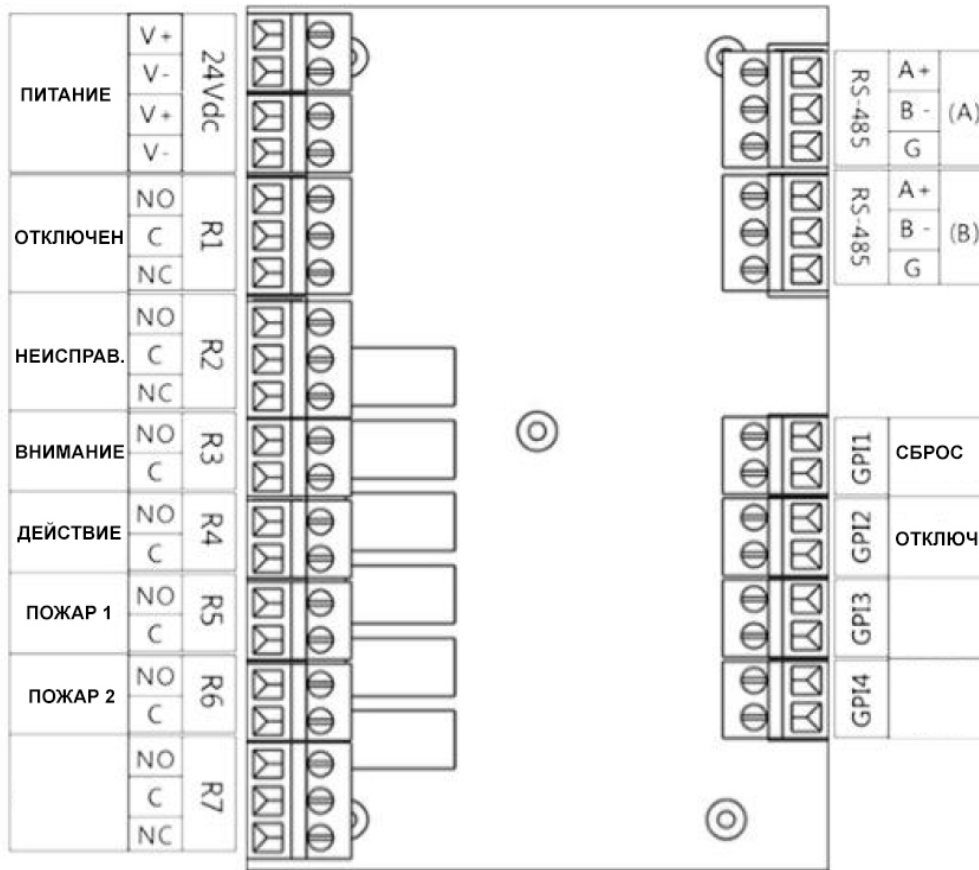 ПИТАНИЕ
V+
V-
V+
V-
24Vdc
ОТКЛЮЧЕН
NO
C
NC
R1
НЕИСПРАВ.
NO
C
NC
R2
ВНИМАНИЕ
NO
C
R3
ДЕЙСТВИЕ
NO
C
R4
ПОЖАР 1
NO
C
R5
ПОЖАР 2
NO
C
R6
NO
C
NC
R7
RS-485
A+
B -
G
(A)
RS-485
A+
B -
G
(B)
GPI1
СБРОС
GPI2
ОТКЛЮЧ
GPI3
GPI4